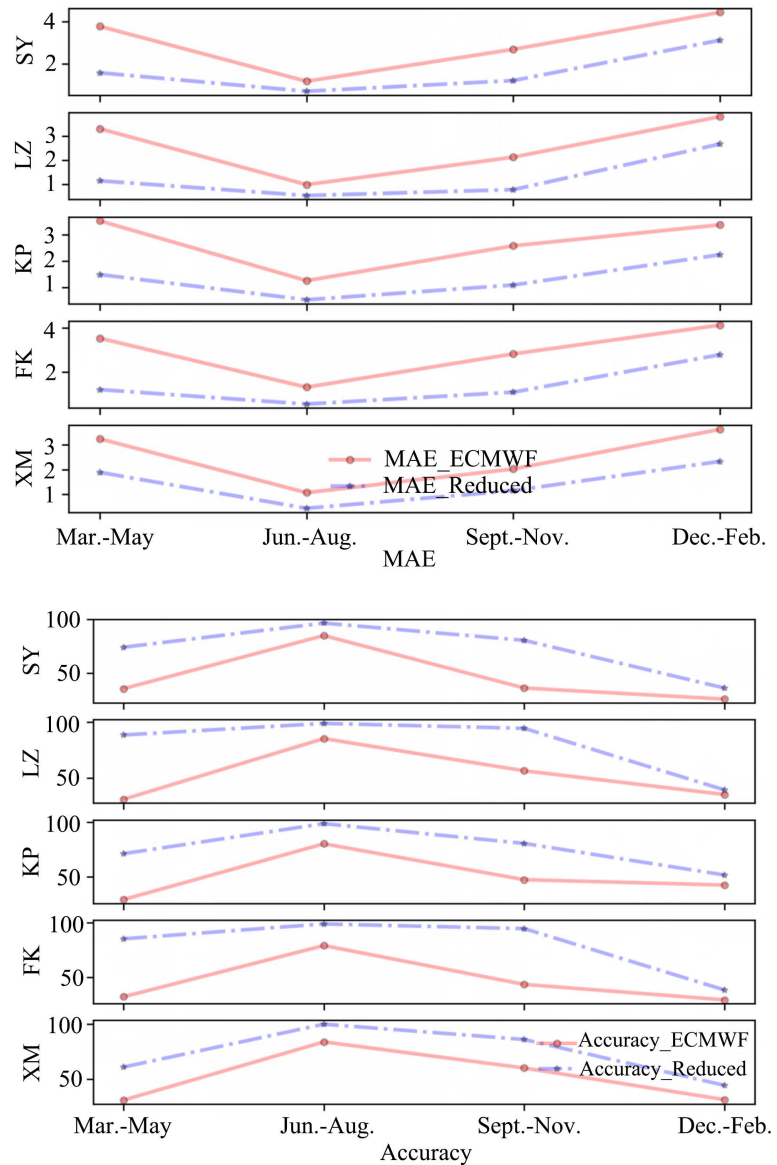 4
SY
2
3
LZ
2
1
3
KP
2
1
4
FK
2
3
XM
2
1
MAE_ECMWF
MAE_Reduced
Mar.-May Jun.-Aug. Sept.-Nov. Dec.-Feb.
MAE
100
SY
50
100
LZ
50
100
KP
50
100
FK
50
100
XM
50
Accuracy_ECMWF
Accuracy_Reduced
Mar.-May Jun.-Aug. Sept.-Nov. Dec.-Feb.
Accuracy